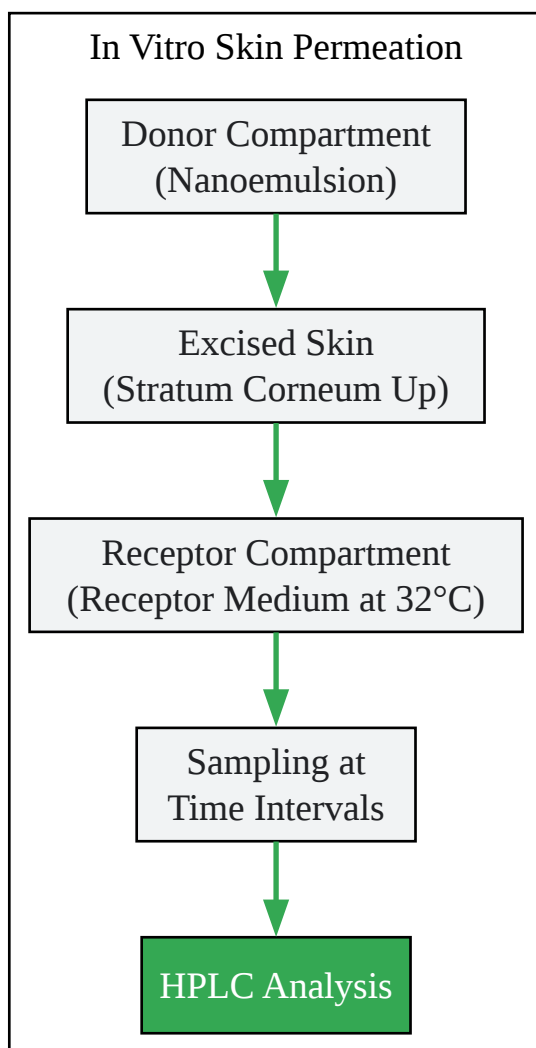 In Vitro Skin Permeation
Donor Compartment
(Nanoemulsion)
Excised Skin
(Stratum Corneum Up)
Receptor Compartment
(Receptor Medium at 32°C)
Sampling at
Time Intervals
HPLC Analysis